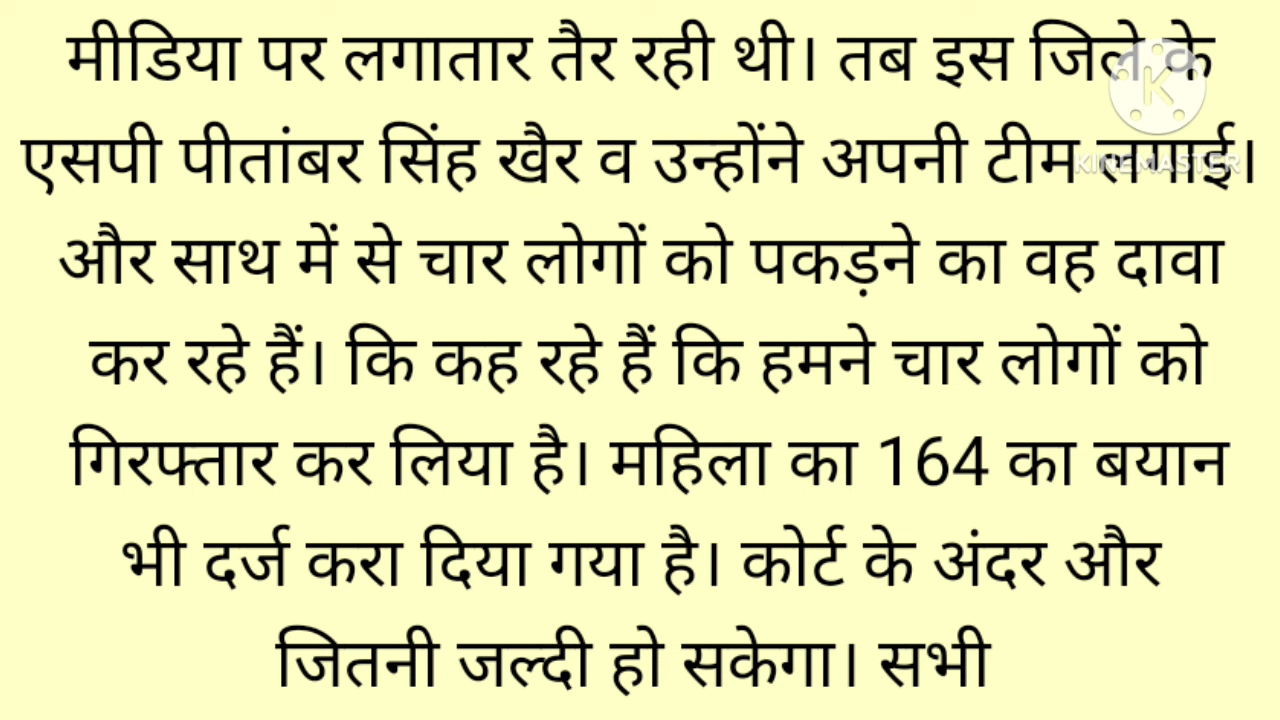 मीडिया पर लगातार तैर रही थी। तब इस जिले के
एसपी पीतांबर सिंह खैर व उन्होंने अपनी टीम लगाई।
और साथ में से चार लोगों को पकड़ने का वह दावा
कर रहे हैं। कि कह रहे हैं कि हमने चार लोगों को
गिरफ्तार कर लिया है। महिला का 164 का बयान
भी दर्ज करा दिया गया है। कोर्ट के अंदर और
जितनी जल्दी हो सकेगा। सभी
K
KINEMASTER